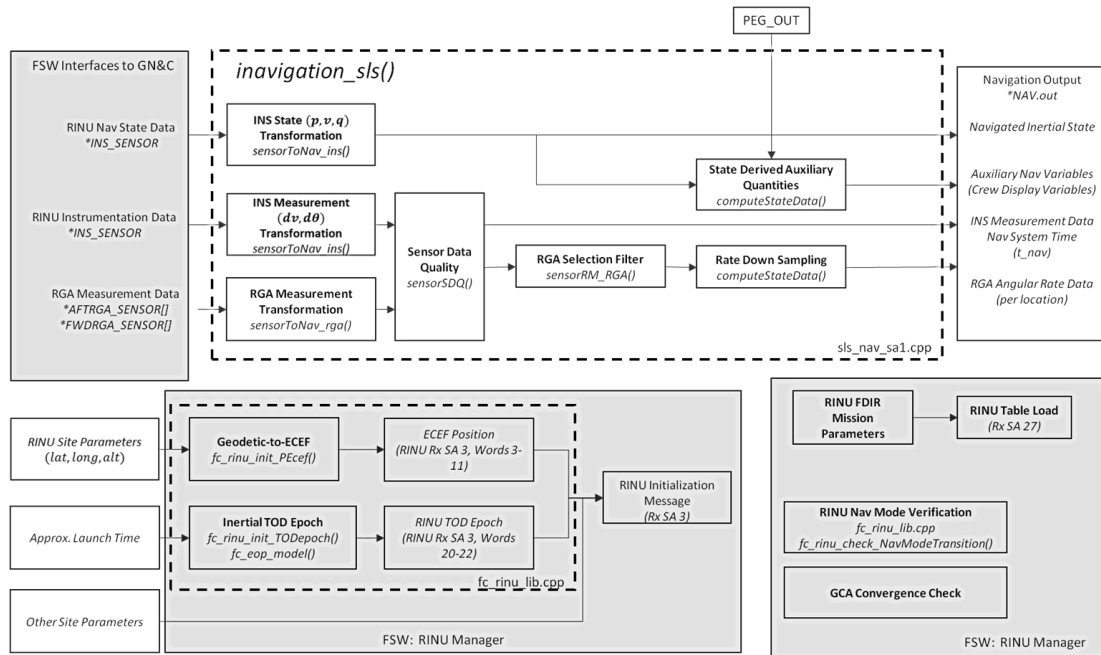 PEG_OUT
FSW Interfaces to GN&C
RINU Nav State Data
*INS_SENSOR
RINU Instrumentation Data
*INS_SENSOR
RGA Measurement Data
*AFTRGA_SENSOR[]
*FWDRGA_SENSOR[]
inavigation_sls()
INS State (p, v, q)
Transformation
sensorToNav_ins()
INS Measurement
(dv, dθ)
Transformation
sensorToNav_ins()
RGA Measurement
Transformation
sensorToNav_rga()
Sensor Data
Quality
sensorSDQ()
RGA Selection Filter
sensorRM_RGA()
State Derived Auxiliary
Quantities
computeStateData()
Rate Down Sampling
computeStateData()
sls_nav_sa1.cpp
Navigation Output
*NAV.out
Navigated Inertial State
Auxiliary Nav Variables
(Crew Display Variables)
INS Measurement Data
Nav System Time
(t_nav)
RGA Angular Rate Data
(per location)
RINU Site Parameters
(lat, long, alt)
Approx. Launch Time
Other Site Parameters
Geodetic-to-ECEF
fc_rinu_init_PEcef()
ECEF Position
(RINU Rx SA 3, Words 3-
11)
Inertial TOD Epoch
fc_rinu_init_TODepoch()
fc_eop_model()
RINU TOD Epoch
(RINU Rx SA 3, Words
20-22)
fc_rinu_lib.cpp
RINU Initialization
Message
(Rx SA 3)
FSW: RINU Manager
RINU FDIR
Mission
Parameters
RINU Table Load
(Rx SA 27)
RINU Nav Mode Verification
fc_rinu_lib.cpp
fc_rinu_check_NavModeTransition()
GCA Convergence Check
FSW: RINU Manager